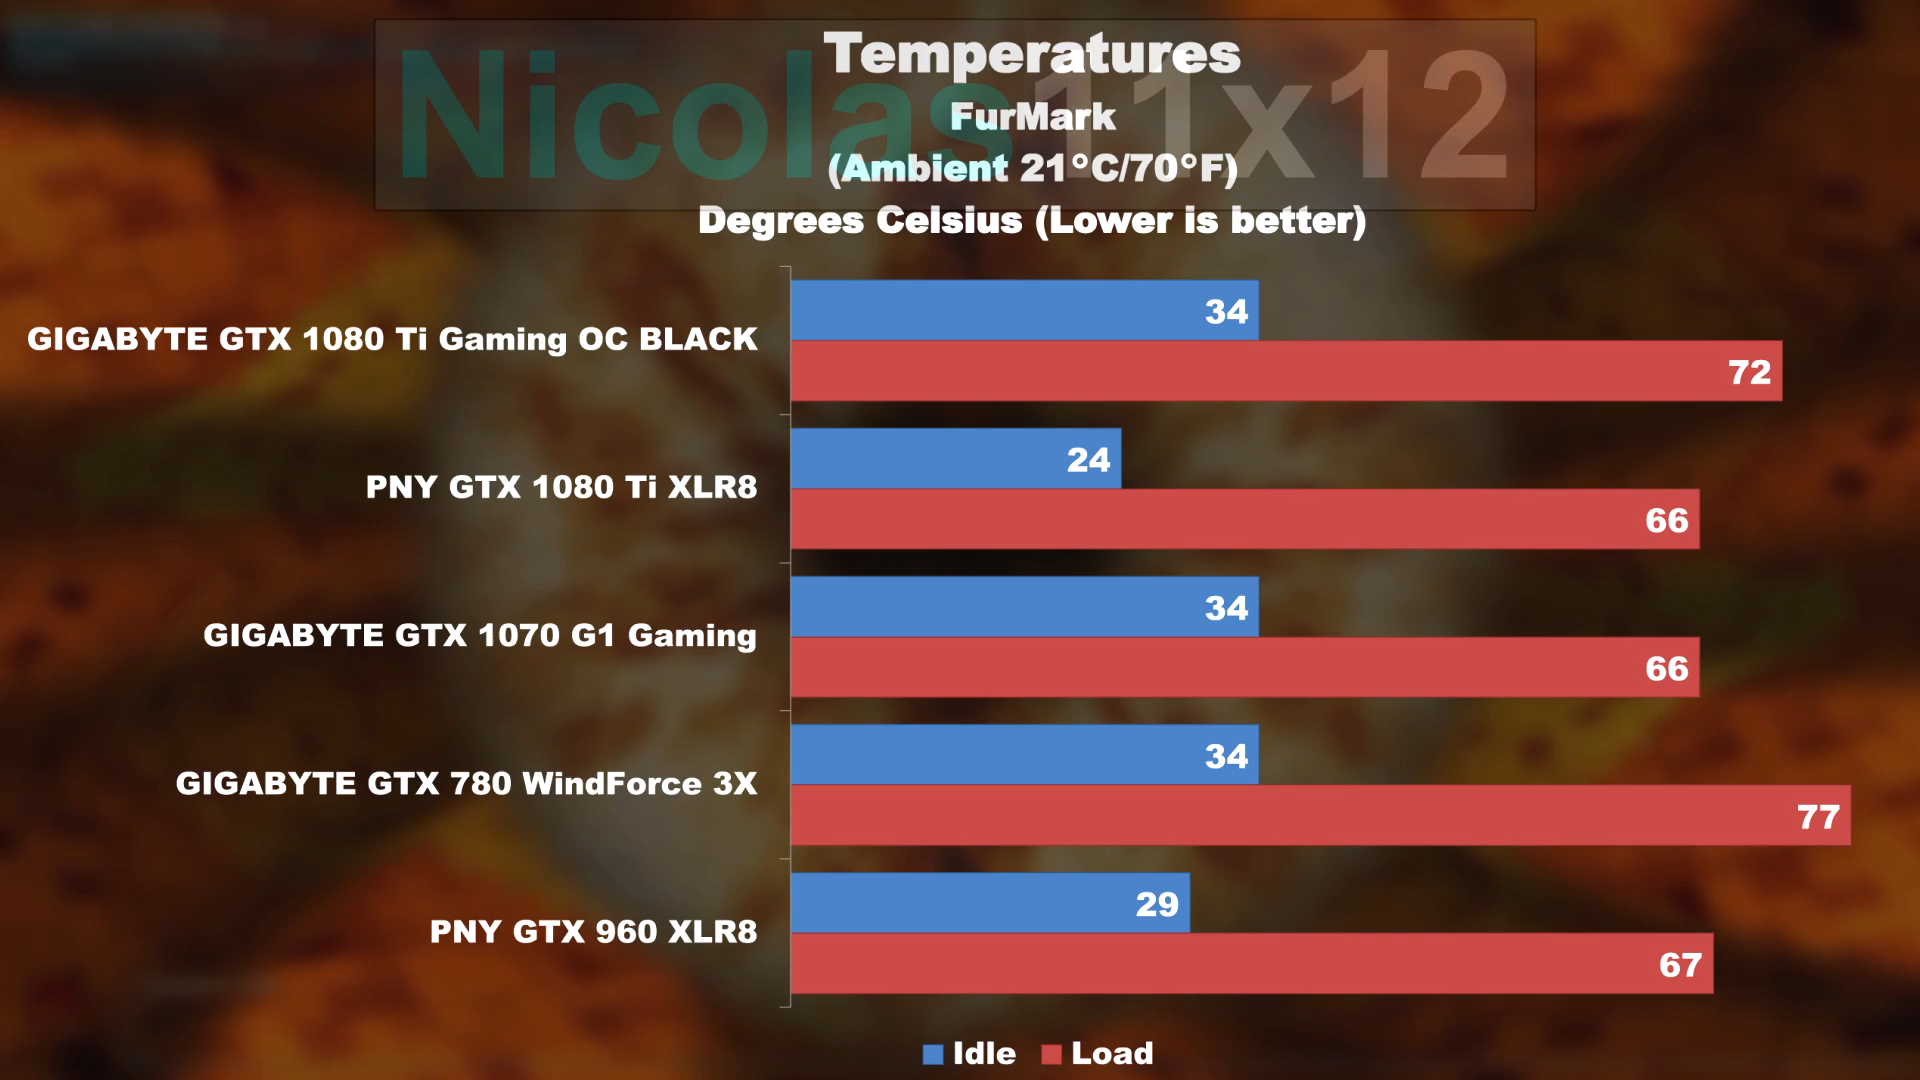 Nicolas11x12
Temperatures
FurMark
(Ambient 21°C/70°F)
Degrees Celsius (Lower is better)
GIGABYTE GTX 1080 Ti Gaming OC BLACK
34
72
PNY GTX 1080 Ti XLR8
24
66
GIGABYTE GTX 1070 G1 Gaming
34
66
GIGABYTE GTX 780 WindForce 3X
34
77
PNY GTX 960 XLR8
29
67
Idle Load